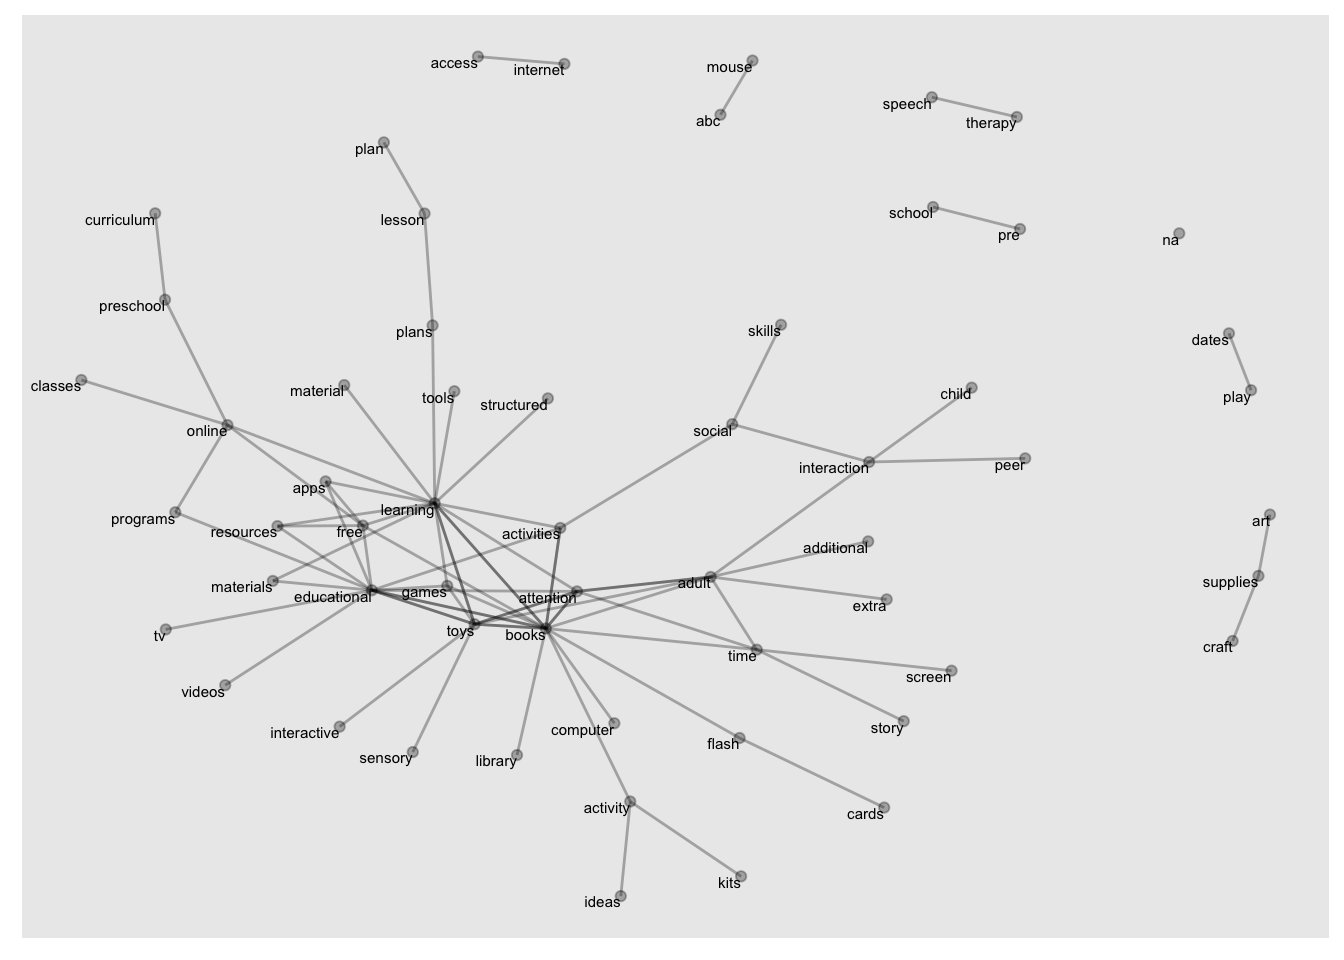 access
internet
mouse
abc
speech
therapy
plan
curriculum
lesson
school
pre
na
preschool
plans
skills
dates
classes
material
tools
structured
child
play
online
social
interaction
peer
apps
learning
programs
resources
free
activities
art
additional
materials
educational
games
attention
adult
supplies
extra
tv
toys
books
time
craft
screen
videos
interactive
computer
story
sensory
library
flash
activity
cards
kits
ideas